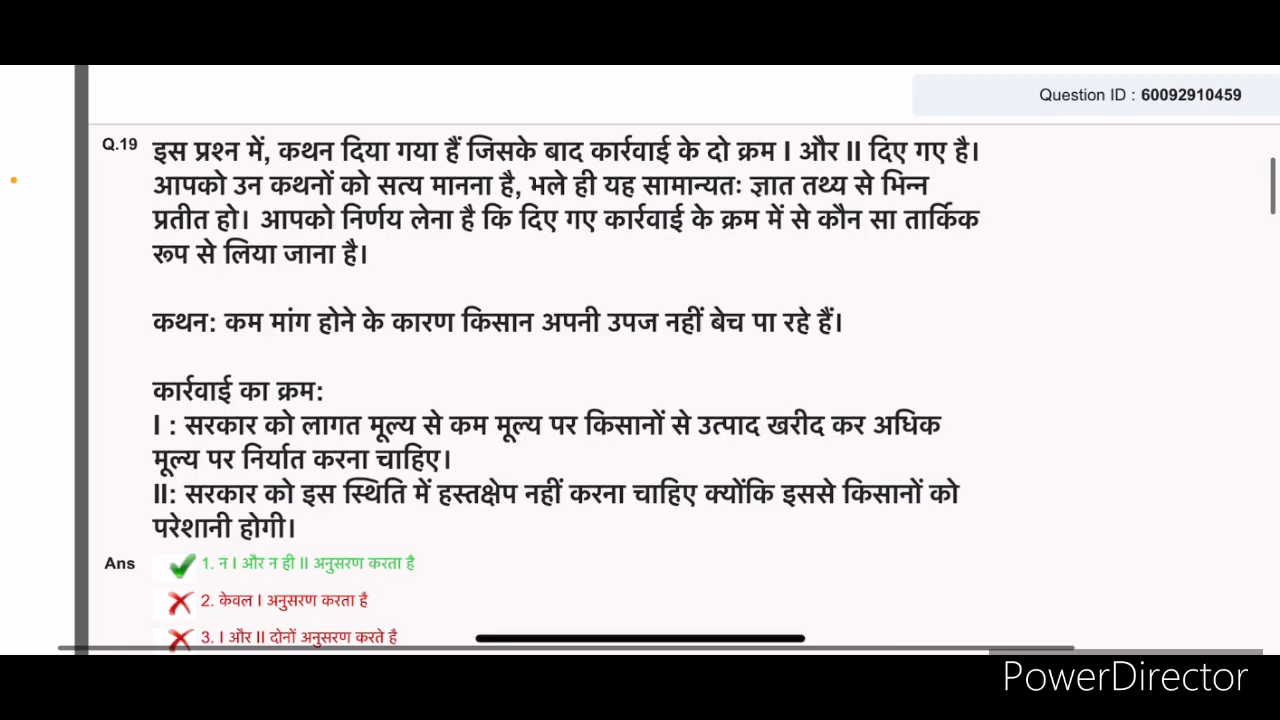 Question ID : 60092910459
Q.19 इस प्रश्न में, कथन दिया गया हैं जिसके बाद कार्रवाई के दो क्रम I और II दिए गए है।
आपको उन कथनों को सत्य मानना है, भले ही यह सामान्यतः ज्ञात तथ्य से भिन्न
प्रतीत हो। आपको निर्णय लेना है कि दिए गए कार्रवाई के क्रम में से कौन सा तार्किक
रूप से लिया जाना है।
कथन: कम मांग होने के कारण किसान अपनी उपज नहीं बेच पा रहे हैं।
कार्रवाई का क्रम:
I : सरकार को लागत मूल्य से कम मूल्य पर किसानों से उत्पाद खरीद कर अधिक
मूल्य पर निर्यात करना चाहिए।
II: सरकार को इस स्थिति में हस्तक्षेप नहीं करना चाहिए क्योंकि इससे किसानों को
परेशानी होगी।
Ans 1. न I और न ही II अनुसरण करता है
2. केवल I अनुसरण करता है
3. I और II दोनों अनुसरण करते है
PowerDirector